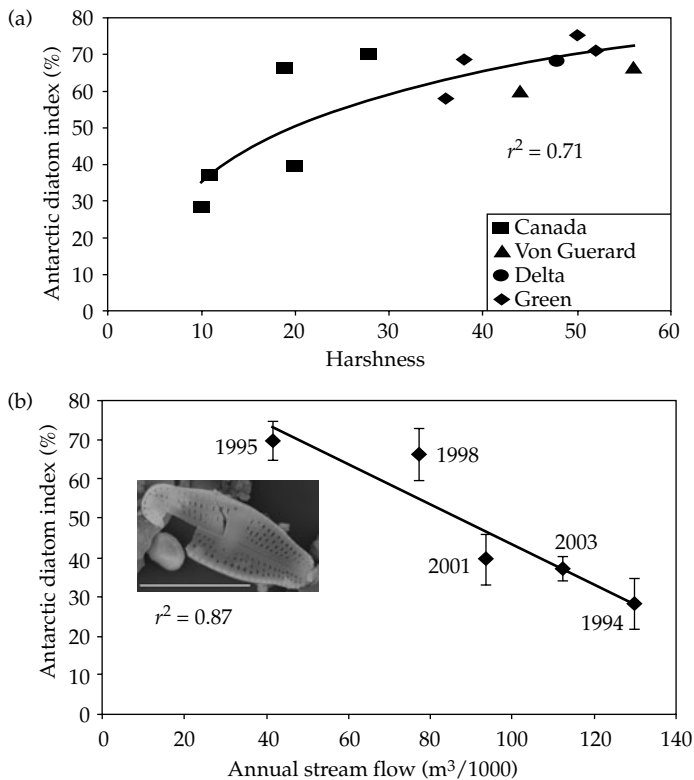 (a)
80
70
60
50
40
30
20
10
0
Antarctic diatom index (%)
r² = 0.71
Canada
Von Guerard
Delta
Green
0 10 20 30 40 50 60
Harshness
(b)
80
70
60
50
40
30
20
10
0
Antarctic diatom index (%)
1995
1998
2001
2003
1994
r² = 0.87
0 20 40 60 80 100 120 140
Annual stream flow (m³/1000)